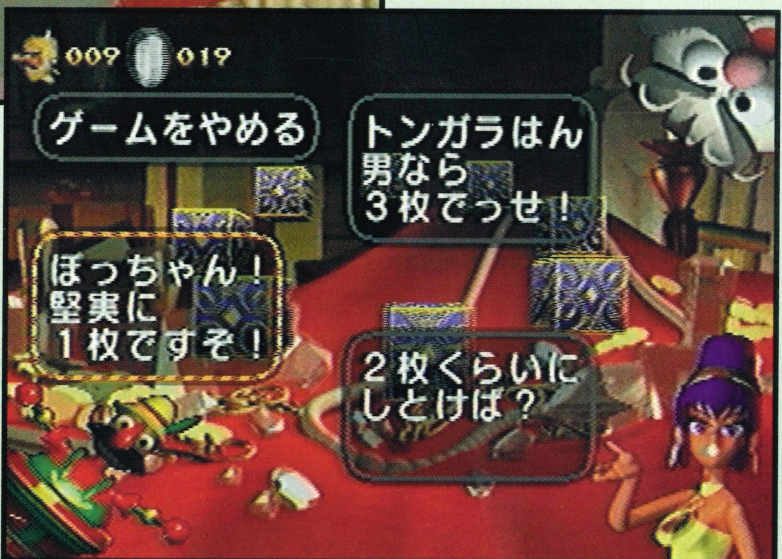 009 019
ゲームをやめる
トンガラはん
男なら
3枚でっせ!
ぼっちゃん!
堅実に
1枚ですぞ!
2枚くらいに
しとけば?